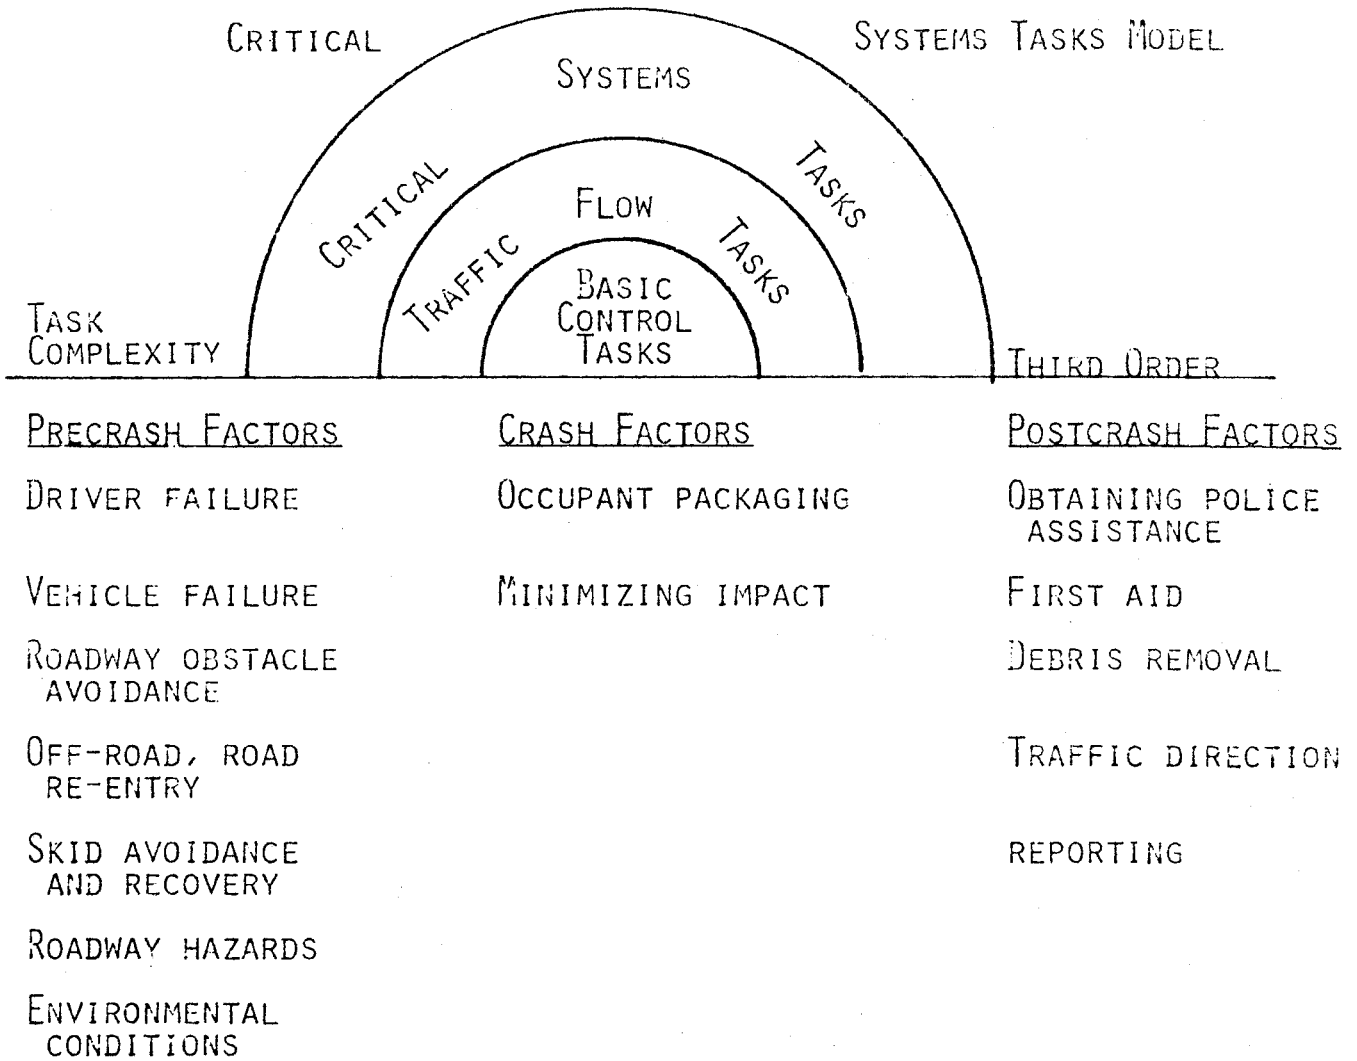 CRITICAL SYSTEMS TASKS MODEL
SYSTEMS
CRITICAL
TASKS
FLOW
TRAFFIC
TASKS
BASIC
CONTROL
TASKS
TASK
COMPLEXITY
THIRD ORDER
PRECRASH FACTORS
DRIVER FAILURE
VEHICLE FAILURE
ROADWAY OBSTACLE
AVOIDANCE
OFF-ROAD, ROAD
RE-ENTRY
SKID AVOIDANCE
AND RECOVERY
ROADWAY HAZARDS
ENVIRONMENTAL
CONDITIONS
CRASH FACTORS
OCCUPANT PACKAGING
MINIMIZING IMPACT
POSTCRASH FACTORS
OBTAINING POLICE
ASSISTANCE
FIRST AID
DEBRIS REMOVAL
TRAFFIC DIRECTION
REPORTING